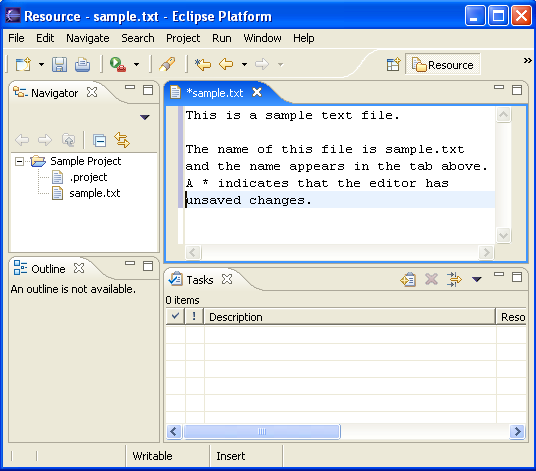 Resource - sample.txt - Eclipse Platform
File Edit Navigate Search Project Run Window Help
Resource
»
Navigator
Sample Project
.project
sample.txt
*sample.txt
This is a sample text file.
The name of this file is sample.txt
and the name appears in the tab above.
A * indicates that the editor has
unsaved changes.
Outline
An outline is not available.
Tasks
0 items
! Description Reso
Writable Insert